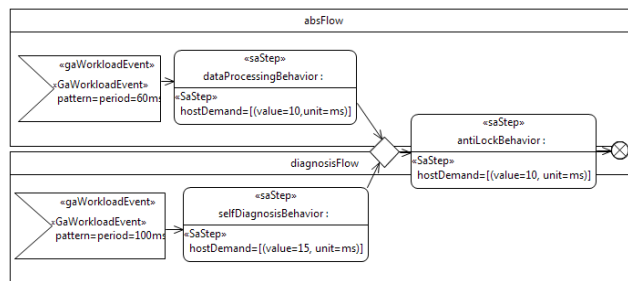 absFlow
«gaWorkloadEvent»
«GaWorkloadEvent»
pattern=period=60ms
«saStep»
dataProcessingBehavior :
«SaStep»
hostDemand=[(value=10,unit=ms)]
«saStep»
antiLockBehavior :
«SaStep»
hostDemand=[(value=10, unit=ms)]
diagnosisFlow
«gaWorkloadEvent»
«GaWorkloadEvent»
pattern=period=100ms
«saStep»
selfDiagnosisBehavior :
«SaStep»
hostDemand=[(value=15, unit=ms)]